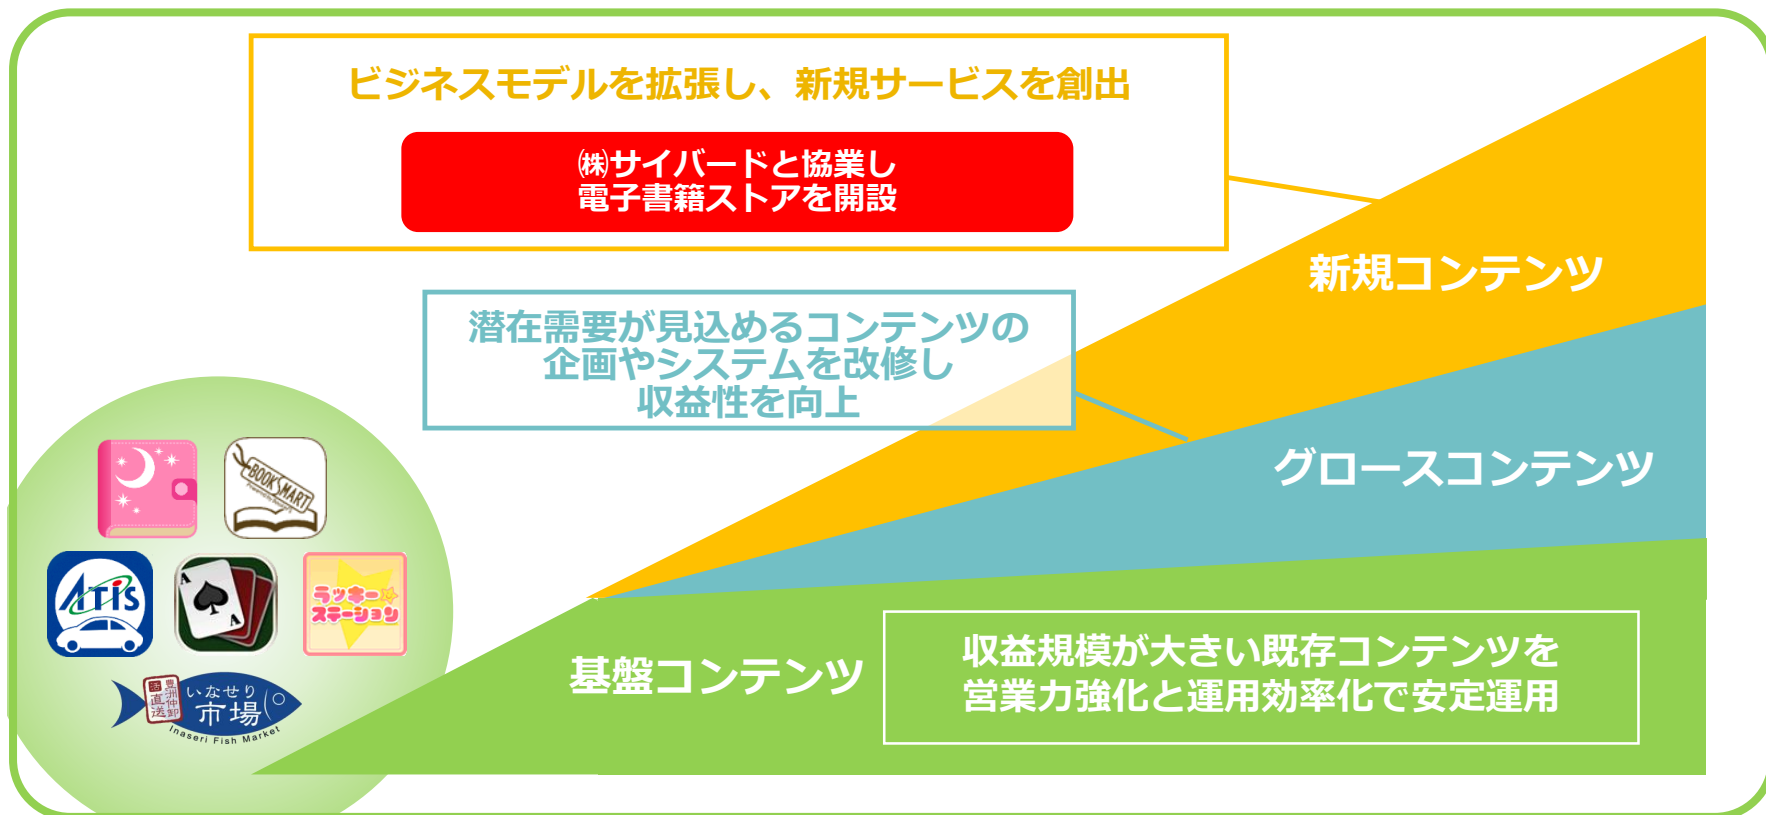 ビジネスモデルを拡張し、新規サービスを創出
㈱サイバードと協業し
電子書籍ストアを開設
新規コンテンツ
潜在需要が見込めるコンテンツの
企画やシステムを改修し
収益性を向上
グロースコンテンツ
BOOKSMART
ATIS
A
A
ラッキー
ステーション
基盤コンテンツ
収益規模が大きい既存コンテンツを
営業力強化と運用効率化で安定運用
豊洲仲卸
直送
いなせり
市場
Inaseri Fish Market